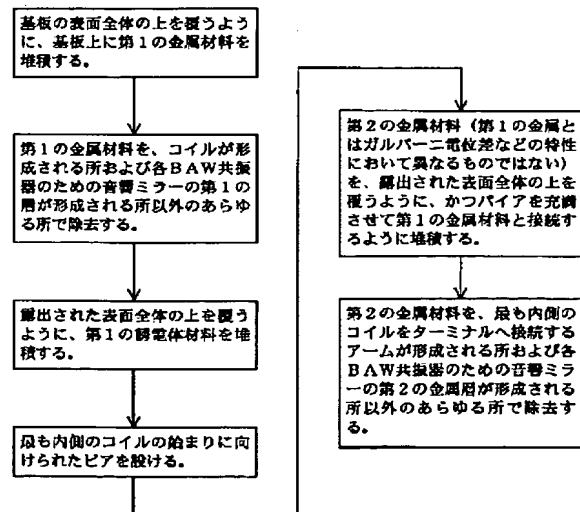 基板の表面全体の上を覆うよう
に、基板上に第1の金属材料を
堆積する。
第1の金属材料を、コイルが形
成される所および各BAW共振
器のための音響ミラーの第1の
層が形成される所以外のあらゆ
る所で除去する。
露出された表面全体の上を覆う
ように、第1の誘電体材料を堆
積する。
最も内側のコイルの始まりに向
けられたビアを設ける。
第2の金属材料（第1の金属と
はガルバーニ電位差などの特性
において異なるものではない）
を、露出された表面全体の上を
覆うように、かつバイアを充満
させて第1の金属材料と接続す
るように堆積する。
第2の金属材料を、最も内側の
コイルをターミナルへ接続する
アームが形成される所および各
BAW共振器のための音響ミラ
ーの第2の金属層が形成される
所以外のあらゆる所で除去す
る。